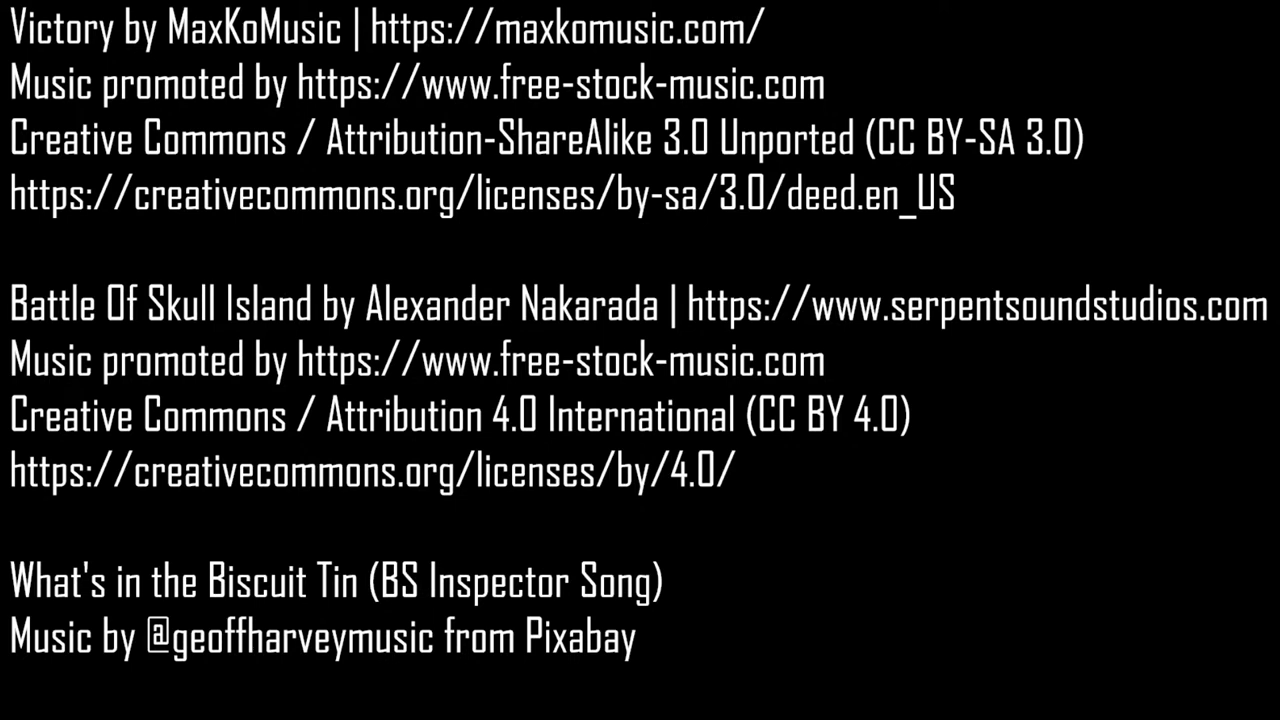 Victory by MaxKoMusic | https://maxkomusic.com/
Music promoted by https://www.free-stock-music.com
Creative Commons / Attribution-ShareAlike 3.0 Unported (CC BY-SA 3.0)
https://creativecommons.org/licenses/by-sa/3.0/deed.en_US
Battle Of Skull Island by Alexander Nakarada | https://www.serpentsoundstudios.com
Music promoted by https://www.free-stock-music.com
Creative Commons / Attribution 4.0 International (CC BY 4.0)
https://creativecommons.org/licenses/by/4.0/
What's in the Biscuit Tin (BS Inspector Song)
Music by @geoffharveymusic from Pixabay